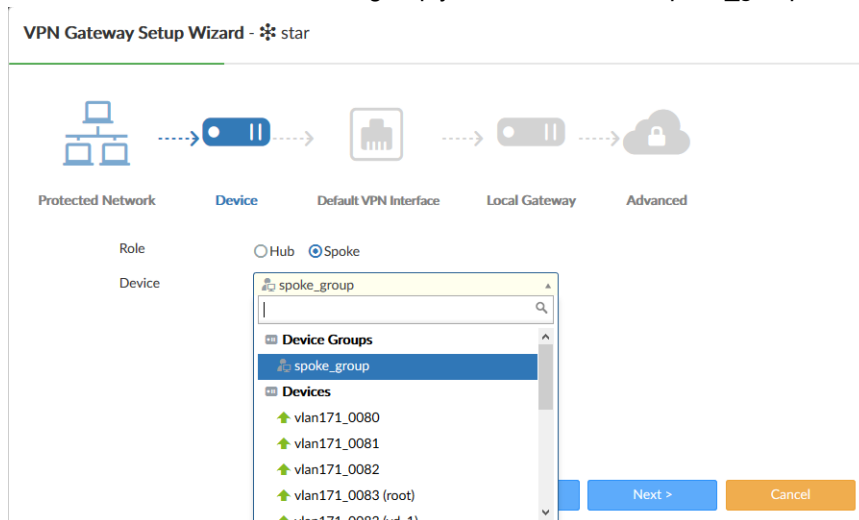 VPN Gateway Setup Wizard - star
Protected Network Device Default VPN Interface Local Gateway Advanced
Role Hub Spoke
Device spoke_group
Device Groups
spoke_group
Devices
vlan171_0080
vlan171_0081
vlan171_0082
vlan171_0083 (root)
Next > Cancel